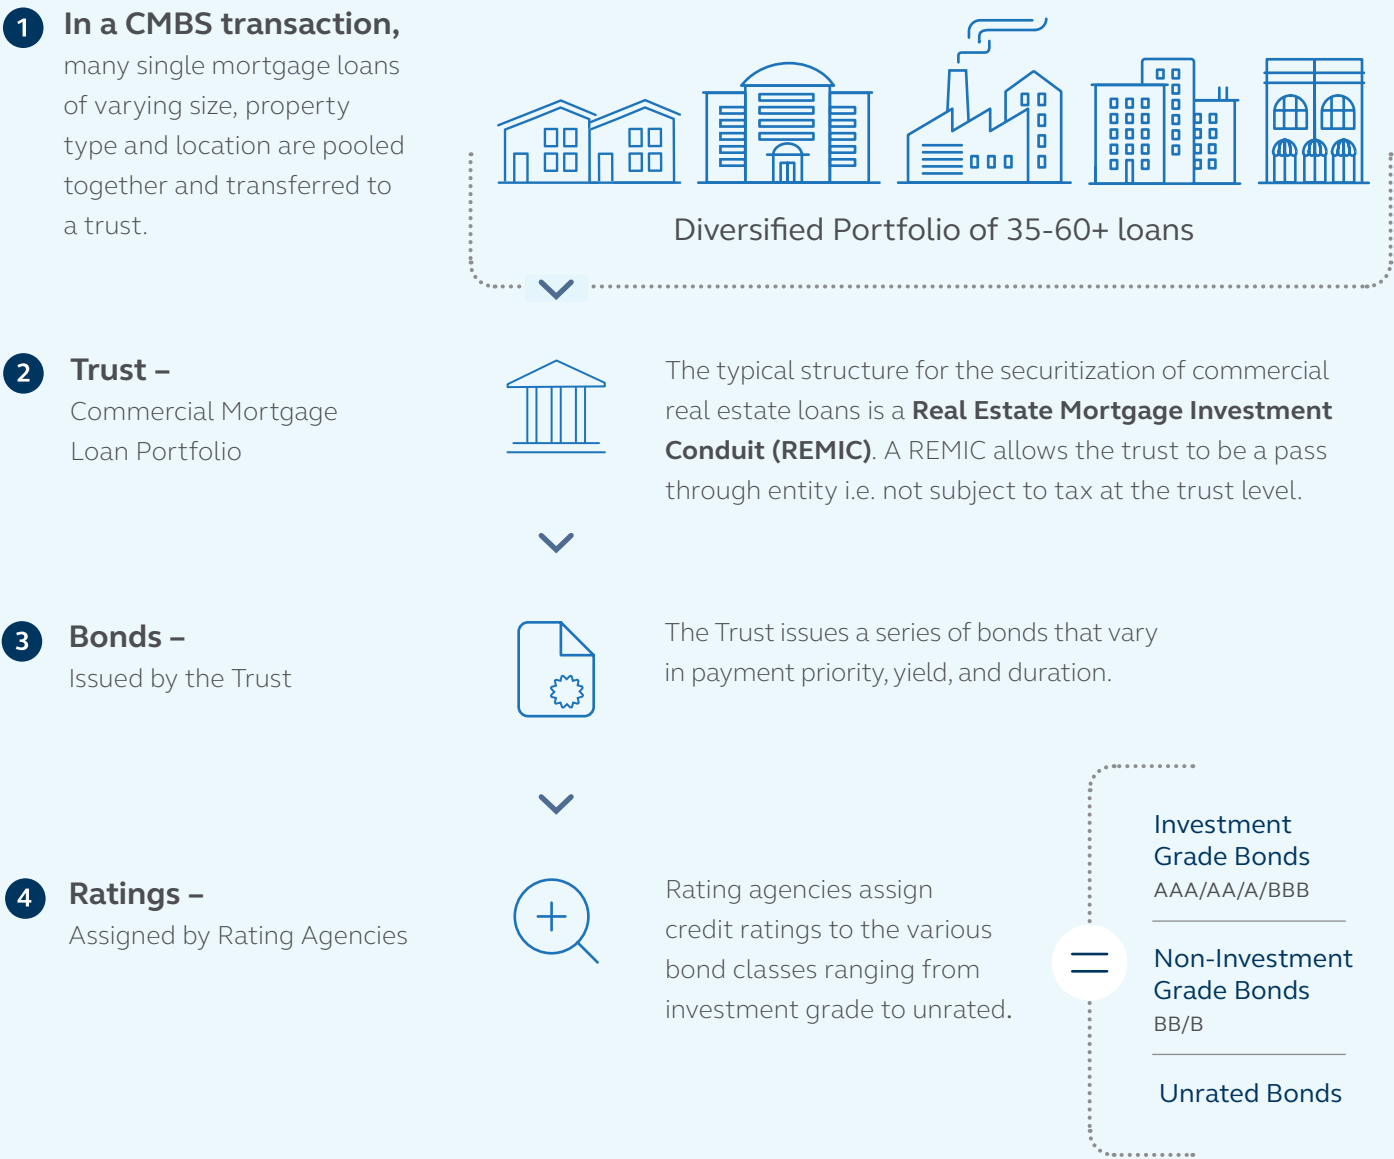 1
In a CMBS transaction,
many single mortgage loans
of varying size, property
type and location are pooled
together and transferred to
a trust.
Diversified Portfolio of 35-60+ loans
2
Trust –
Commercial Mortgage
Loan Portfolio
The typical structure for the securitization of commercial
real estate loans is a Real Estate Mortgage Investment
Conduit (REMIC). A REMIC allows the trust to be a pass
through entity i.e. not subject to tax at the trust level.
3
Bonds –
Issued by the Trust
The Trust issues a series of bonds that vary
in payment priority, yield, and duration.
4
Ratings –
Assigned by Rating Agencies
Rating agencies assign
credit ratings to the various
bond classes ranging from
investment grade to unrated.
Investment
Grade Bonds
AAA/AA/A/BBB
Non-Investment
Grade Bonds
BB/B
Unrated Bonds